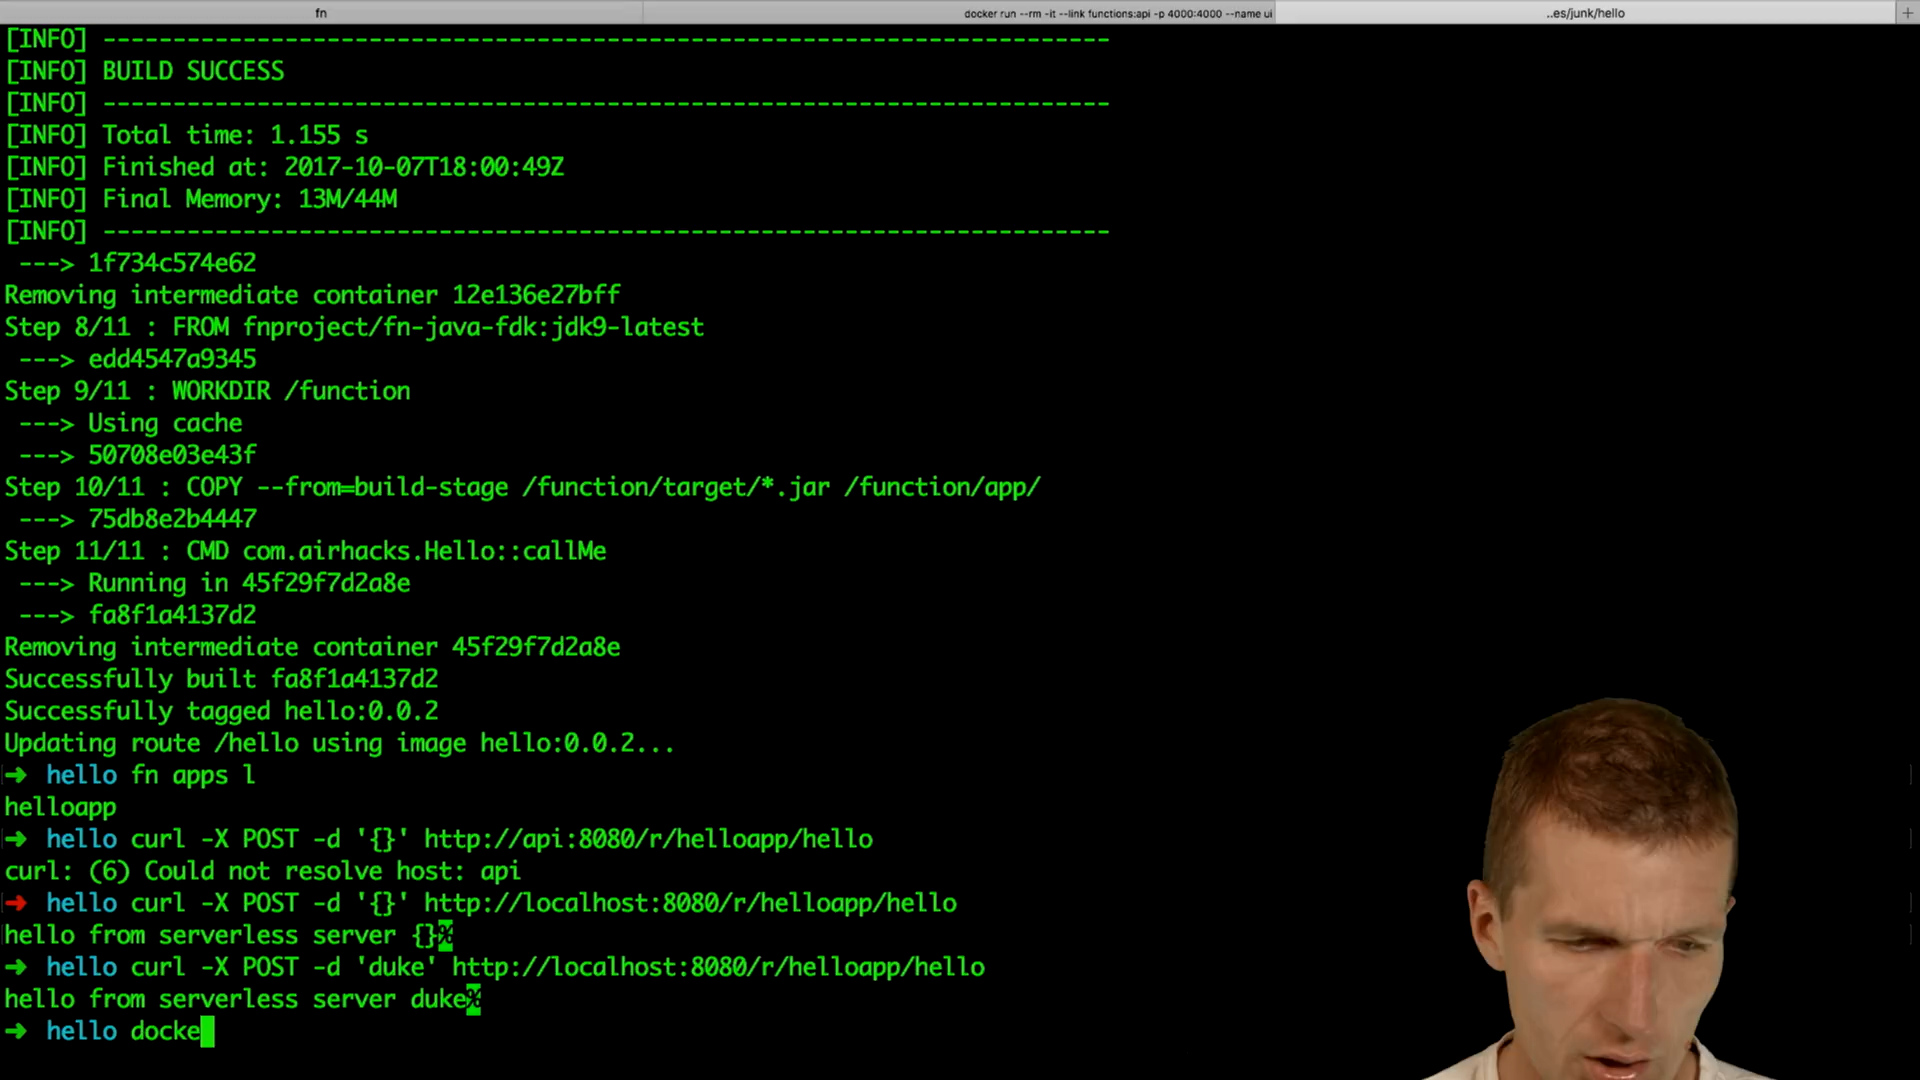 fn
docker run --rm -it --link functions:api -p 4000:4000 --name ui
..es/junk/hello
+
[INFO] ------------------------------------------------------------------------
[INFO] BUILD SUCCESS
[INFO] ------------------------------------------------------------------------
[INFO] Total time: 1.155 s
[INFO] Finished at: 2017-10-07T18:00:49Z
[INFO] Final Memory: 13M/44M
[INFO] ------------------------------------------------------------------------
---> 1f734c574e62
Removing intermediate container 12e136e27bff
Step 8/11 : FROM fnproject/fn-java-fdk:jdk9-latest
---> edd4547a9345
Step 9/11 : WORKDIR /function
---> Using cache
---> 50708e03e43f
Step 10/11 : COPY --from=build-stage /function/target/*.jar /function/app/
---> 75db8e2b4447
Step 11/11 : CMD com.airhacks.Hello::callMe
---> Running in 45f29f7d2a8e
---> fa8f1a4137d2
Removing intermediate container 45f29f7d2a8e
Successfully built fa8f1a4137d2
Successfully tagged hello:0.0.2
Updating route /hello using image hello:0.0.2...
➜ hello fn apps l
helloapp
➜ hello curl -X POST -d '{}' http://api:8080/r/helloapp/hello
curl: (6) Could not resolve host: api
➜ hello curl -X POST -d '{}' http://localhost:8080/r/helloapp/hello
hello from serverless server {}%
➜ hello curl -X POST -d 'duke' http://localhost:8080/r/helloapp/hello
hello from serverless server duke%
➜ hello docke